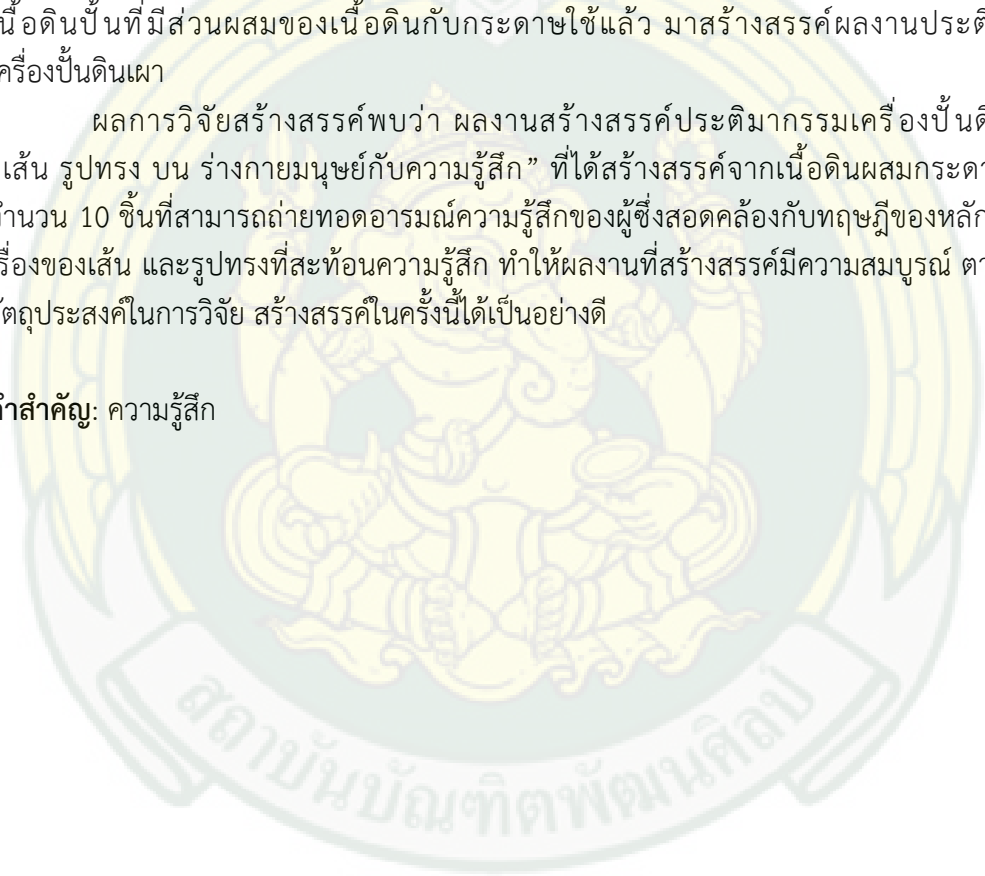 นื้อดินปั้นที่มีส่วนผสมของเนื้อดินกับกระดาษใช้แล้ว มาสร้างสรรค์ผลงานประติ
ครื่องปั้นดินเผา
ผลการวิจัยสร้างสรรค์พบว่า ผลงานสร้างสรรค์ประติมากรรมเครื่องปั้นดิ
เส้น รูปทรง บน ร่างกายมนุษย์กับความรู้สึก” ที่ได้สร้างสรรค์จากเนื้อดินผสมกระดา
จำนวน 10 ชิ้นที่สามารถถ่ายทอดอารมณ์ความรู้สึกของผู้ซึ่งสอดคล้องกับทฤษฎีของหลัก
รื่องของเส้น และรูปทรงที่สะท้อนความรู้สึก ทำให้ผลงานที่สร้างสรรค์มีความสมบูรณ์ ตา
วัตถุประสงค์ในการวิจัย สร้างสรรค์ในครั้งนี้ได้เป็นอย่างดี
คำสำคัญ: ความรู้สึก
สถาบันบัณฑิตพัฒนศิลป์